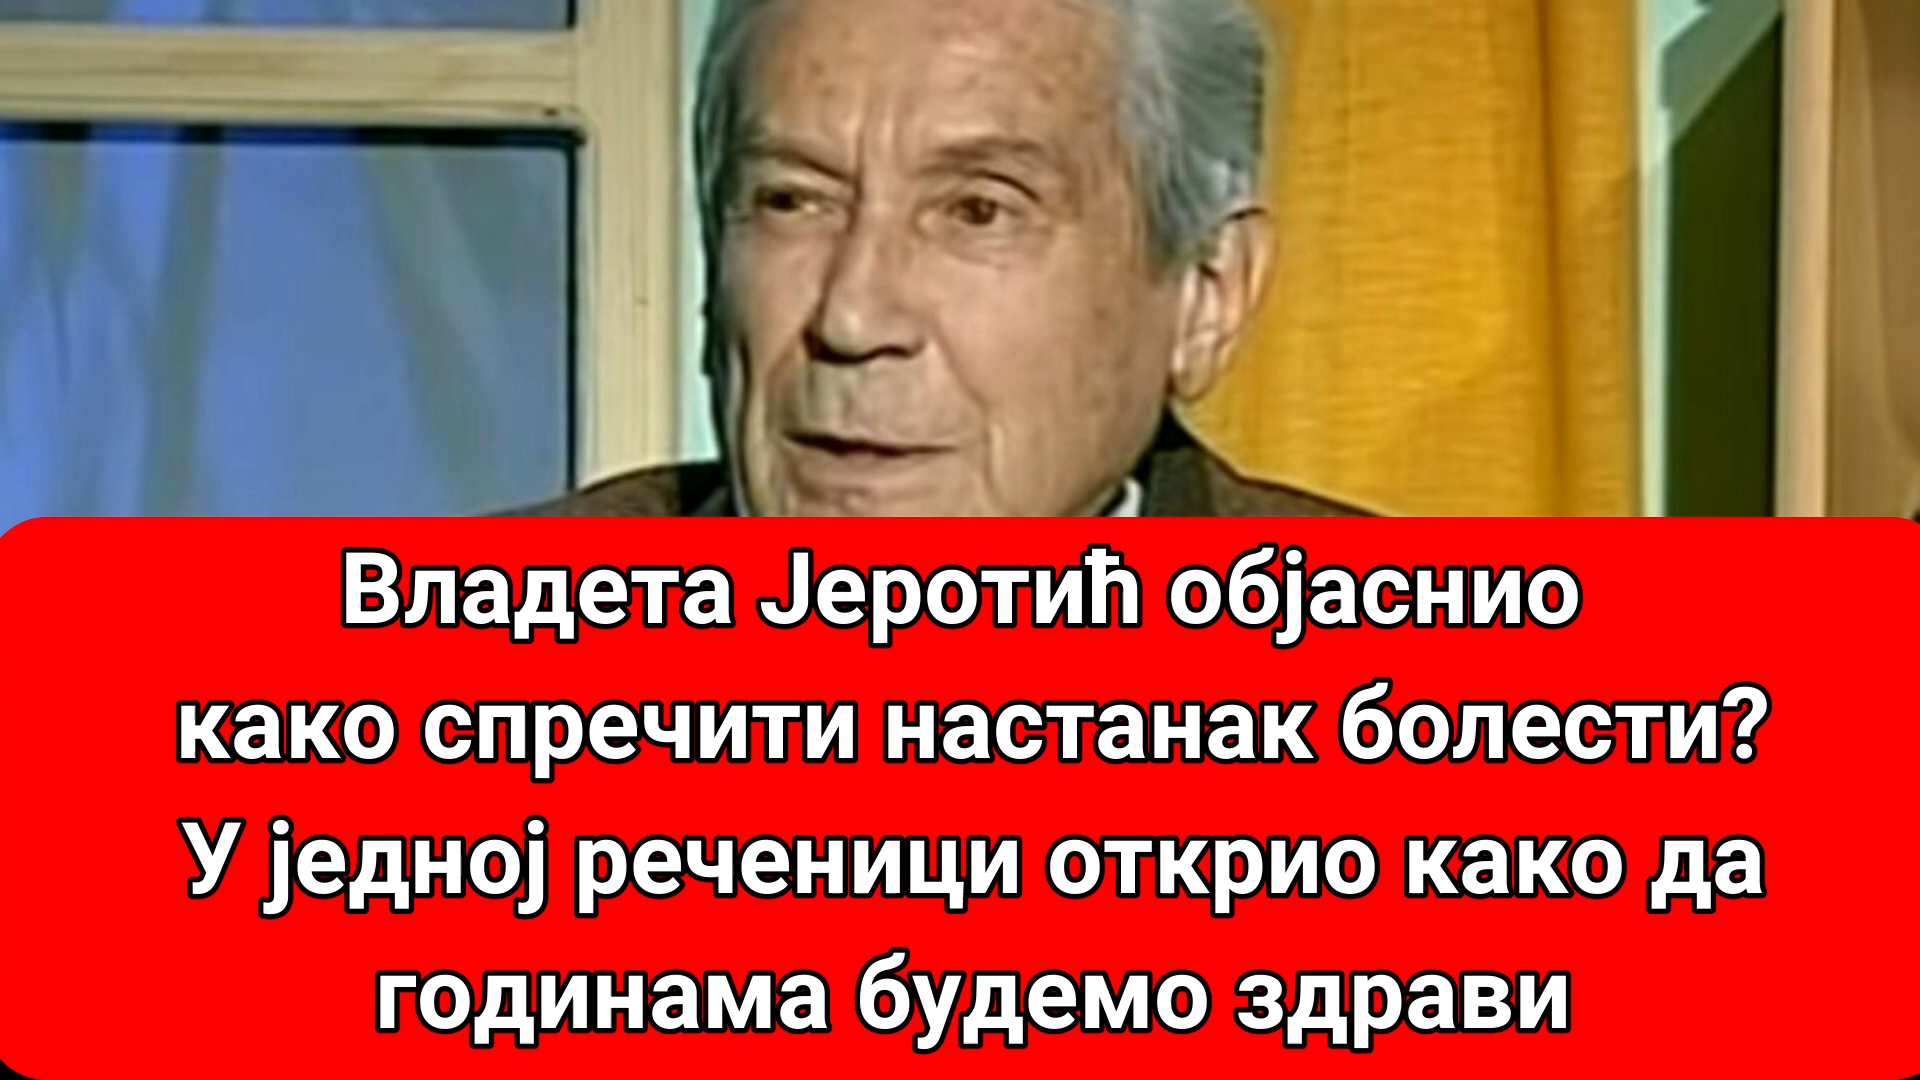 Владета Јеротић објаснио
како спречити настанак болести?
У једној реченици открио како да
годинама будемо здрави